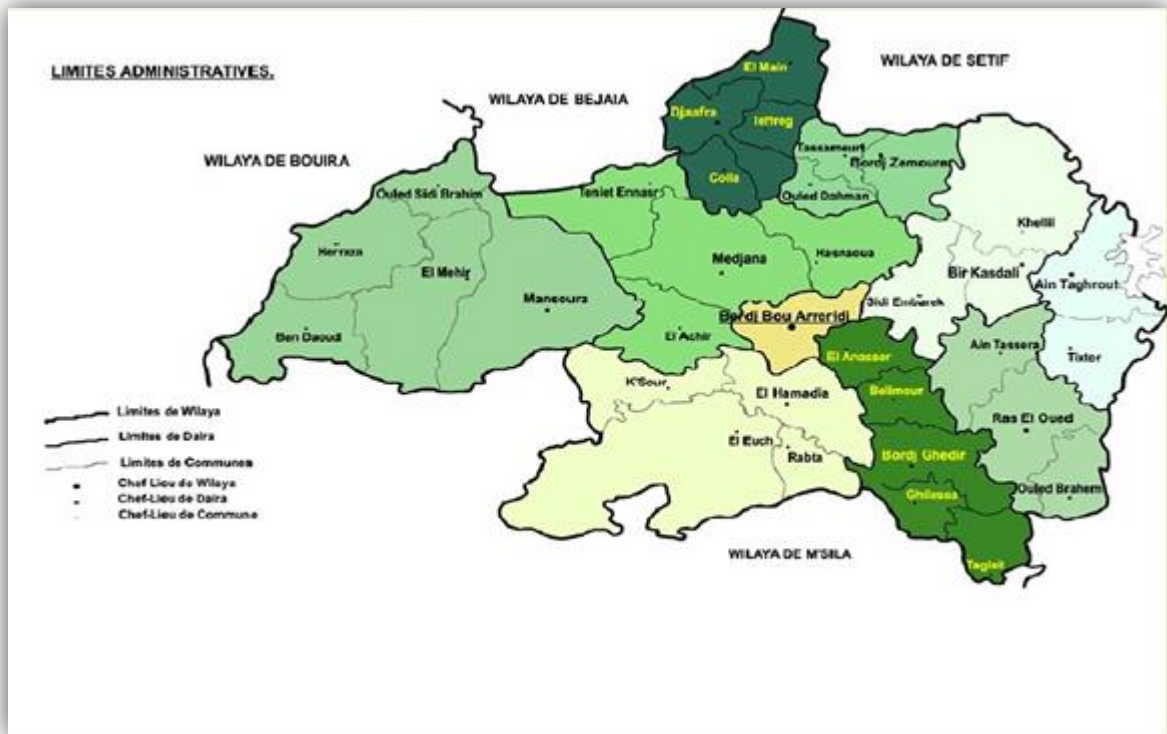 LIMITES ADMINISTRATIVES.
WILAYA DE SETIF
WILAYA DE BEJAIA
WILAYA DE BOUIRA
El Main
Djaafra
Teffreg
Colla
Tassameurt
Bordj Zemoura
Ouled Dahman
Ouled Sidi Brahim
Teniet Ennasr
Khellil
Haraza
El Mehir
Medjana
Hasnaoua
Bir Kasdali
Ain Taghrout
Mansoura
Sidi Embarek
Bordj Bou Arreridj
Ben Daoud
El Achir
El Anasser
Ain Tassera
Tixter
K'Sour
El Hamadia
Belimour
Ras El Oued
El Euch
Rabta
Bordj Ghedir
Ghilassa
Ouled Brahem
Taglait
WILAYA DE M'SILA
Limites de Wilaya
Limites de Daira
Limites de Communes
Chef Lieu de Wilaya
Chef-Lieu de Daira
Chef-Lieu de Commune